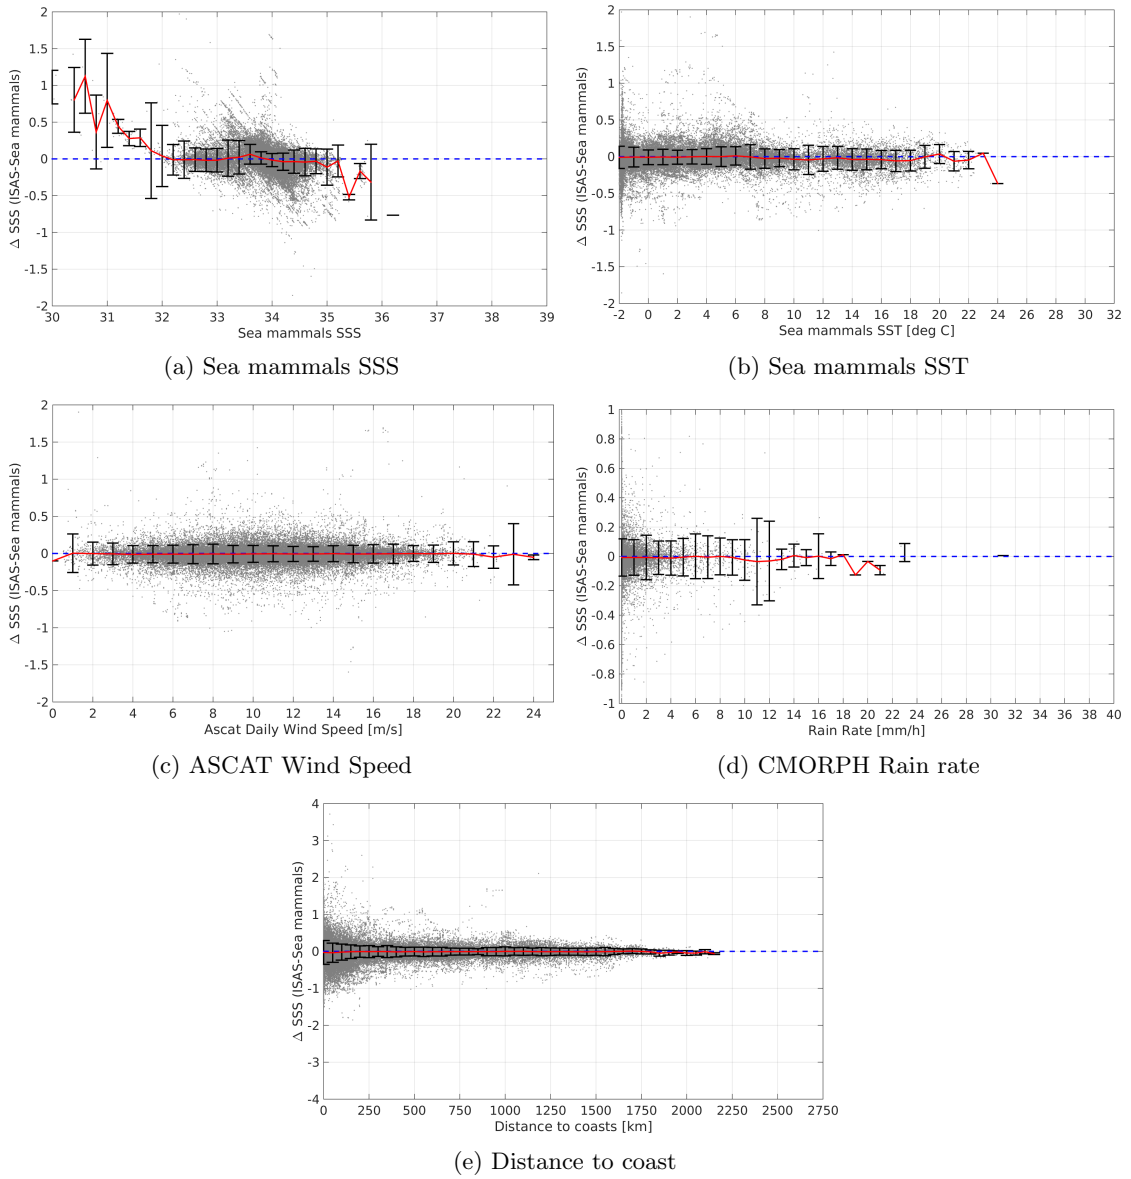 2
1.5
1
0.5
0
-0.5
-1
-1.5
-2
Δ SSS (ISAS-Sea mammals)
30 31 32 33 34 35 36 37 38 39
Sea mammals SSS
(a) Sea mammals SSS
2
1.5
1
0.5
0
-0.5
-1
-1.5
-2
Δ SSS (ISAS-Sea mammals)
-2 0 2 4 6 8 10 12 14 16 18 20 22 24 26 28 30 32
Sea mammals SST [deg C]
(b) Sea mammals SST
2
1.5
1
0.5
0
-0.5
-1
-1.5
-2
Δ SSS (ISAS-Sea mammals)
0 2 4 6 8 10 12 14 16 18 20 22 24
Ascat Daily Wind Speed [m/s]
(c) ASCAT Wind Speed
1
0.8
0.6
0.4
0.2
0
-0.2
-0.4
-0.6
-0.8
-1
Δ SSS (ISAS-Sea mammals)
0 2 4 6 8 10 12 14 16 18 20 22 24 26 28 30 32 34 36 38 40
Rain Rate [mm/h]
(d) CMORPH Rain rate
4
3
2
1
0
-1
-2
-3
-4
Δ SSS (ISAS-Sea mammals)
0 250 500 750 1000 1250 1500 1750 2000 2250 2500 2750
Distance to coasts [km]
(e) Distance to coast